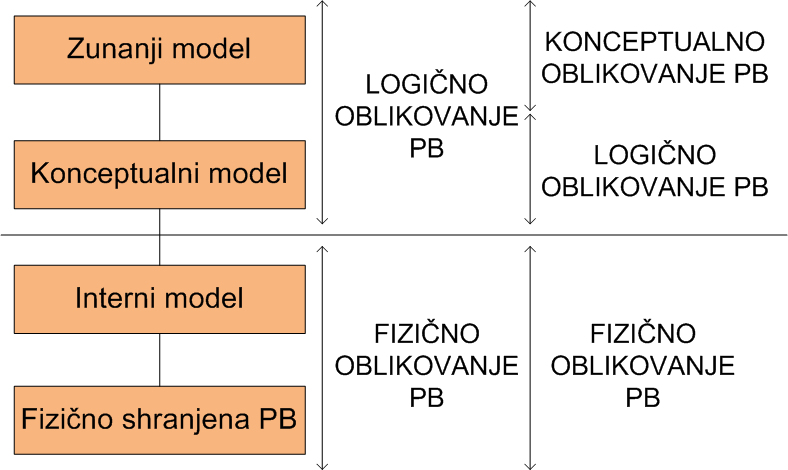 Zunanji model
Konceptualni model
Interni model
Fizično shranjena PB
LOGIČNO
OBLIKOVANJE
PB
FIZIČNO
OBLIKOVANJE
PB
KONCEPTUALNO
OBLIKOVANJE PB
LOGIČNO
OBLIKOVANJE PB
FIZIČNO
OBLIKOVANJE
PB